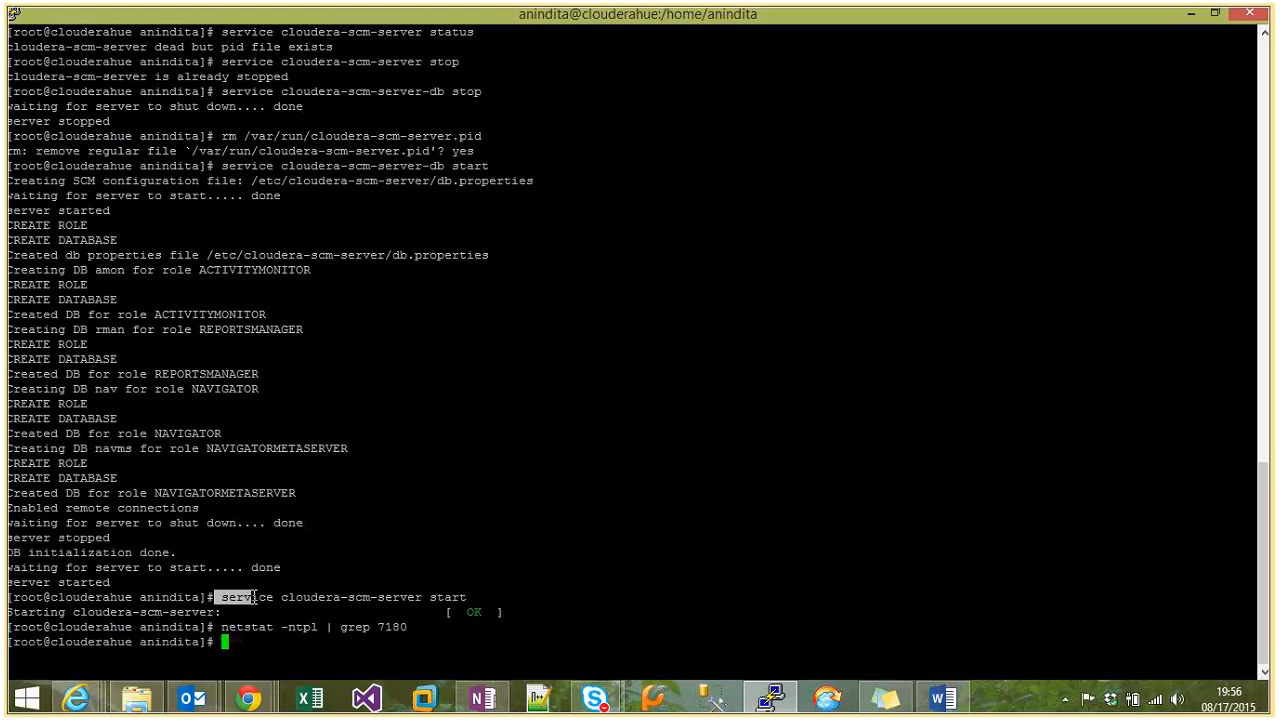 anindita@clouderahue:/home/anindita
[root@clouderahue anindita]# service cloudera-scm-server status
cloudera-scm-server dead but pid file exists
[root@clouderahue anindita]# service cloudera-scm-server stop
cloudera-scm-server is already stopped
[root@clouderahue anindita]# service cloudera-scm-server-db stop
waiting for server to shut down.... done
server stopped
[root@clouderahue anindita]# rm /var/run/cloudera-scm-server.pid
rm: remove regular file `/var/run/cloudera-scm-server.pid'? yes
[root@clouderahue anindita]# service cloudera-scm-server-db start
Creating SCM configuration file: /etc/cloudera-scm-server/db.properties
waiting for server to start..... done
server started
CREATE ROLE
CREATE DATABASE
Created db properties file /etc/cloudera-scm-server/db.properties
Creating DB amon for role ACTIVITYMONITOR
CREATE ROLE
CREATE DATABASE
Created DB for role ACTIVITYMONITOR
Creating DB rman for role REPORTSMANAGER
CREATE ROLE
CREATE DATABASE
Created DB for role REPORTSMANAGER
Creating DB nav for role NAVIGATOR
CREATE ROLE
CREATE DATABASE
Created DB for role NAVIGATOR
Creating DB navms for role NAVIGATORMETASERVER
CREATE ROLE
CREATE DATABASE
Created DB for role NAVIGATORMETASERVER
Enabled remote connections
waiting for server to shut down.... done
server stopped
DB initialization done.
waiting for server to start..... done
server started
[root@clouderahue anindita]# service cloudera-scm-server start
Starting cloudera-scm-server: [ OK ]
[root@clouderahue anindita]# netstat -ntpl | grep 7180
[root@clouderahue anindita]#
19:56
08/17/2015